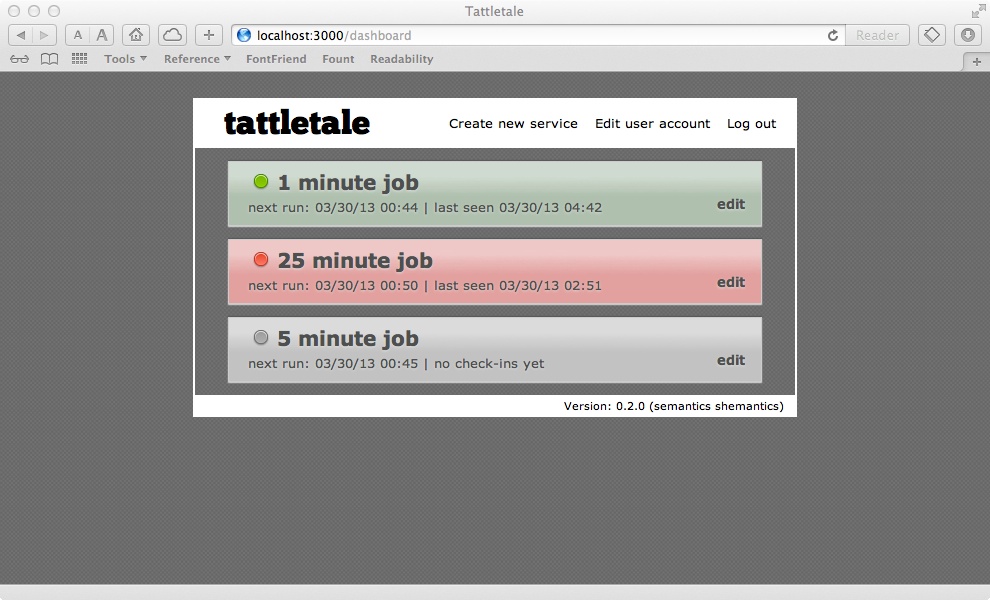 Tattletale
A A localhost:3000/dashboard Reader
Tools Reference FontFriend Fount Readability
tattletale Create new service Edit user account Log out
1 minute job
next run: 03/30/13 00:44 | last seen 03/30/13 04:42 edit
25 minute job
next run: 03/30/13 00:50 | last seen 03/30/13 02:51 edit
5 minute job
next run: 03/30/13 00:45 | no check-ins yet edit
Version: 0.2.0 (semantics shemantics)